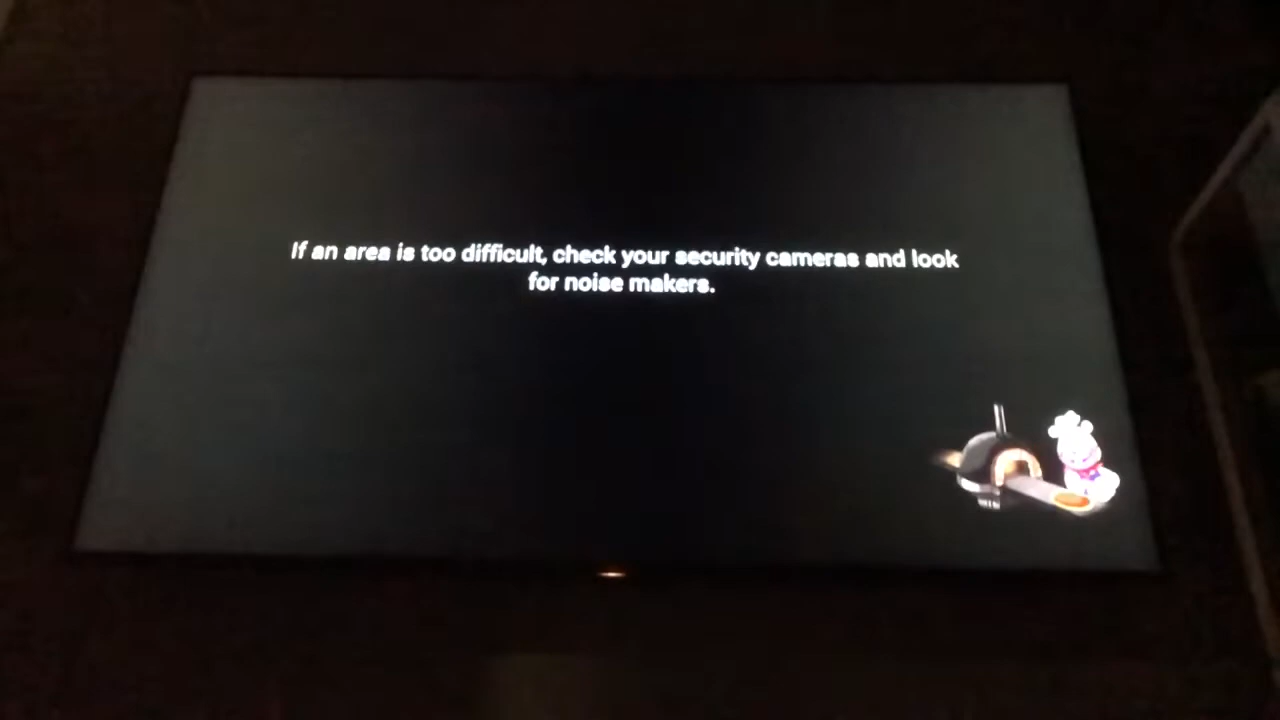 If an area is too difficult, check your security cameras and look
for noise makers.